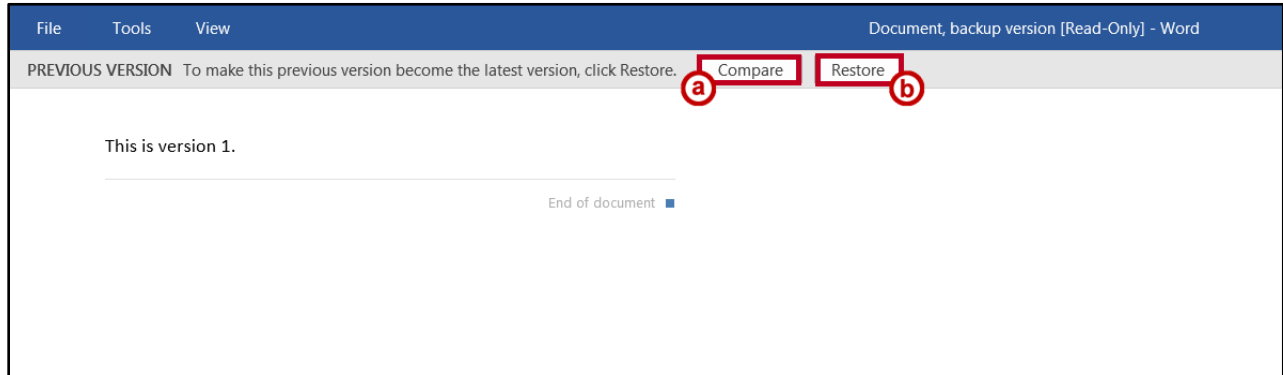 File Tools View Document, backup version [Read-Only] - Word
PREVIOUS VERSION To make this previous version become the latest version, click Restore. Compare Restore
a b
This is version 1.
End of document